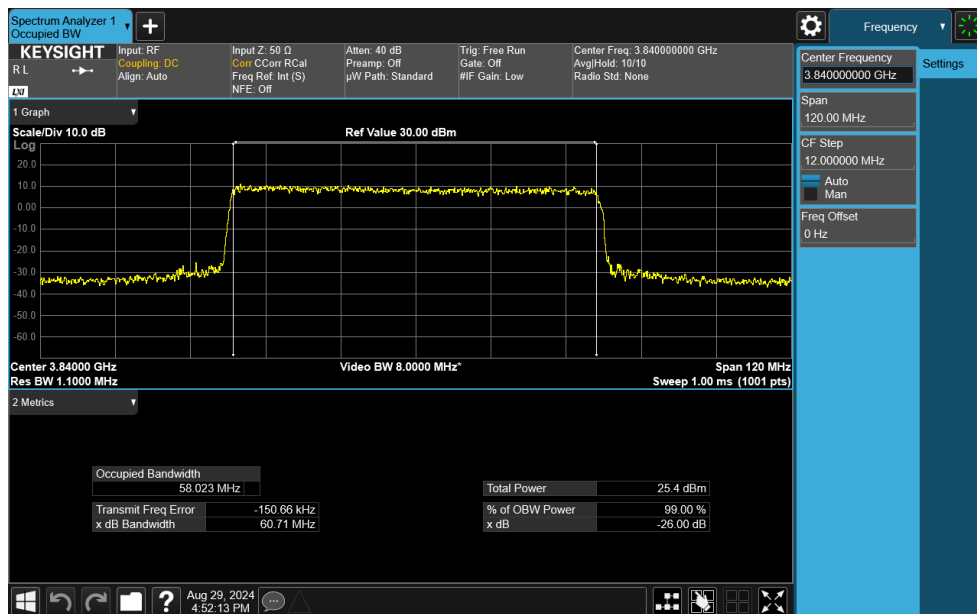 Spectrum Analyzer 1
Occupied BW
Frequency
KEYSIGHT
R L
LXI
Input: RF
Coupling: DC
Align: Auto
Input Z: 50 Ω
Corr CCorr RCal
Freq Ref: Int (S)
NFE: Off
Atten: 40 dB
Preamp: Off
µW Path: Standard
Trig: Free Run
Gate: Off
#IF Gain: Low
Center Freq: 3.840000000 GHz
Avg|Hold: 10/10
Radio Std: None
Center Frequency
3.840000000 GHz
Settings
Span
120.00 MHz
CF Step
12.000000 MHz
Auto
Man
Freq Offset
0 Hz
1 Graph
Scale/Div 10.0 dB
Ref Value 30.00 dBm
Log
20.0
10.0
0.00
-10.0
-20.0
-30.0
-40.0
-50.0
-60.0
Center 3.84000 GHz
Video BW 8.0000 MHz*
Span 120 MHz
Res BW 1.1000 MHz
Sweep 1.00 ms (1001 pts)
2 Metrics
Occupied Bandwidth
58.023 MHz
Total Power 25.4 dBm
Transmit Freq Error -150.66 kHz
% of OBW Power 99.00 %
x dB Bandwidth 60.71 MHz
x dB -26.00 dB
?
Aug 29, 2024
4:52:13 PM